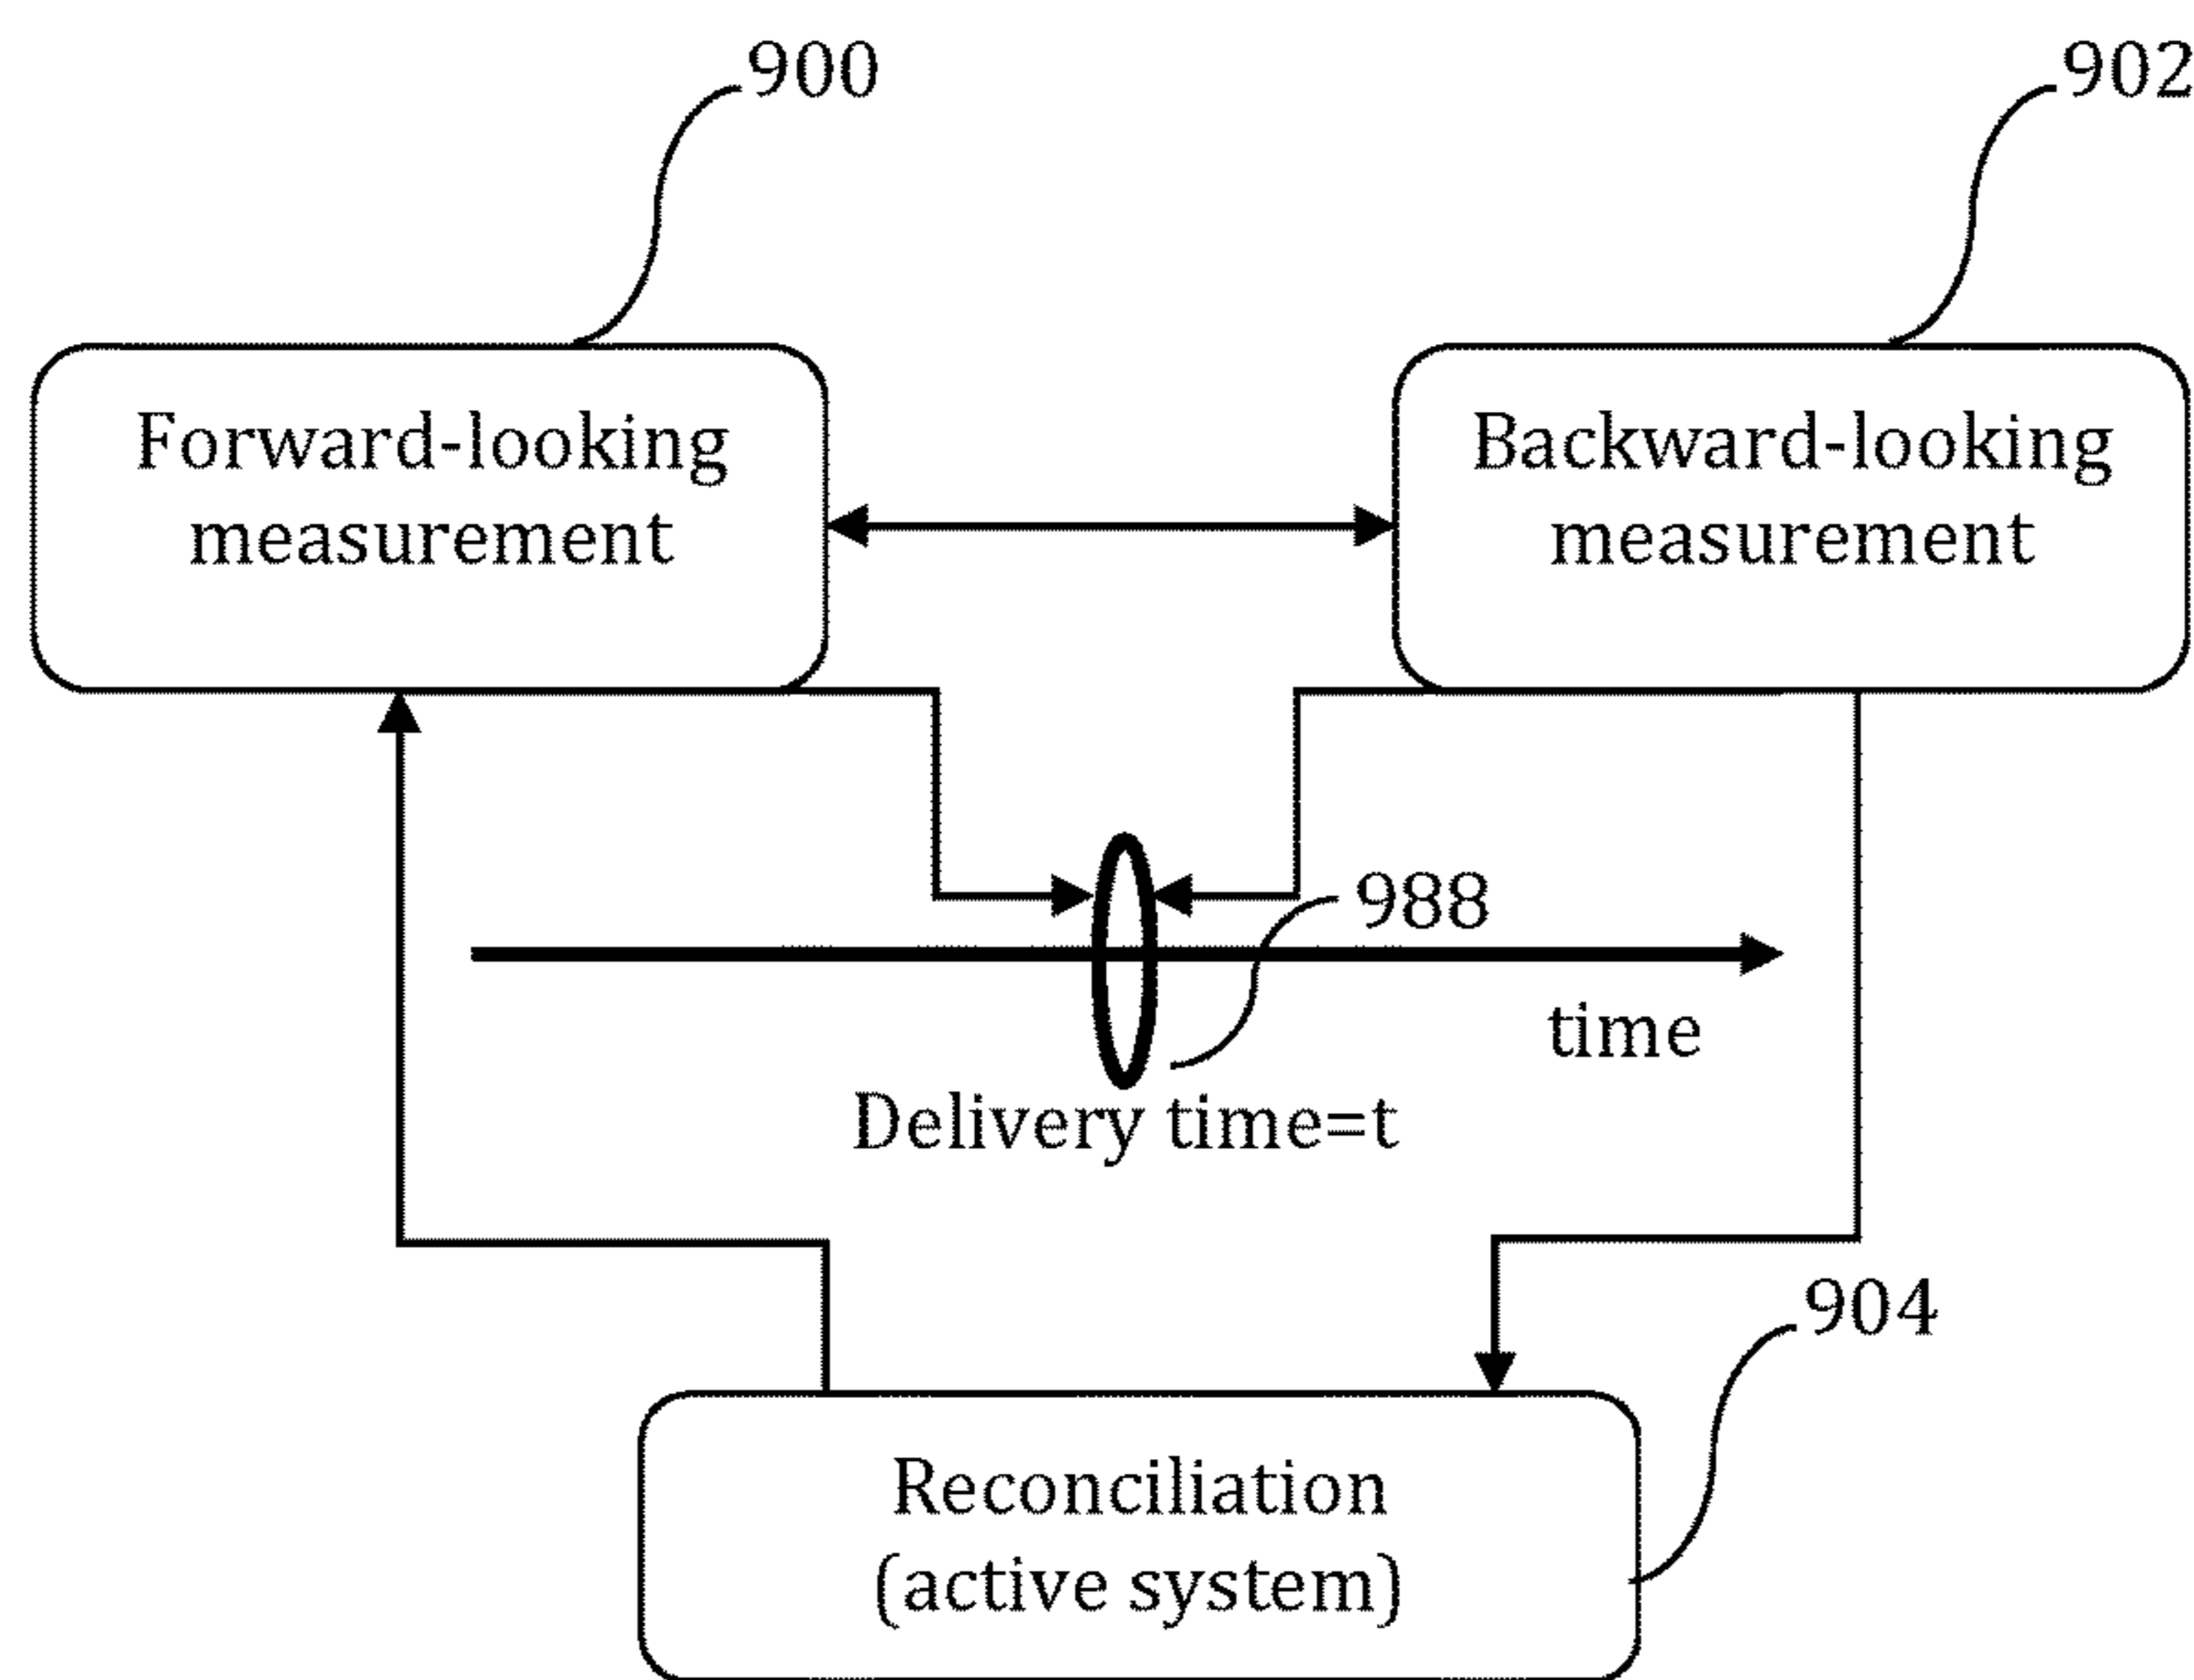 900
902
Forward-looking
measurement
Backward-looking
measurement
988
time
Delivery time=t
904
Reconciliation
(active system)